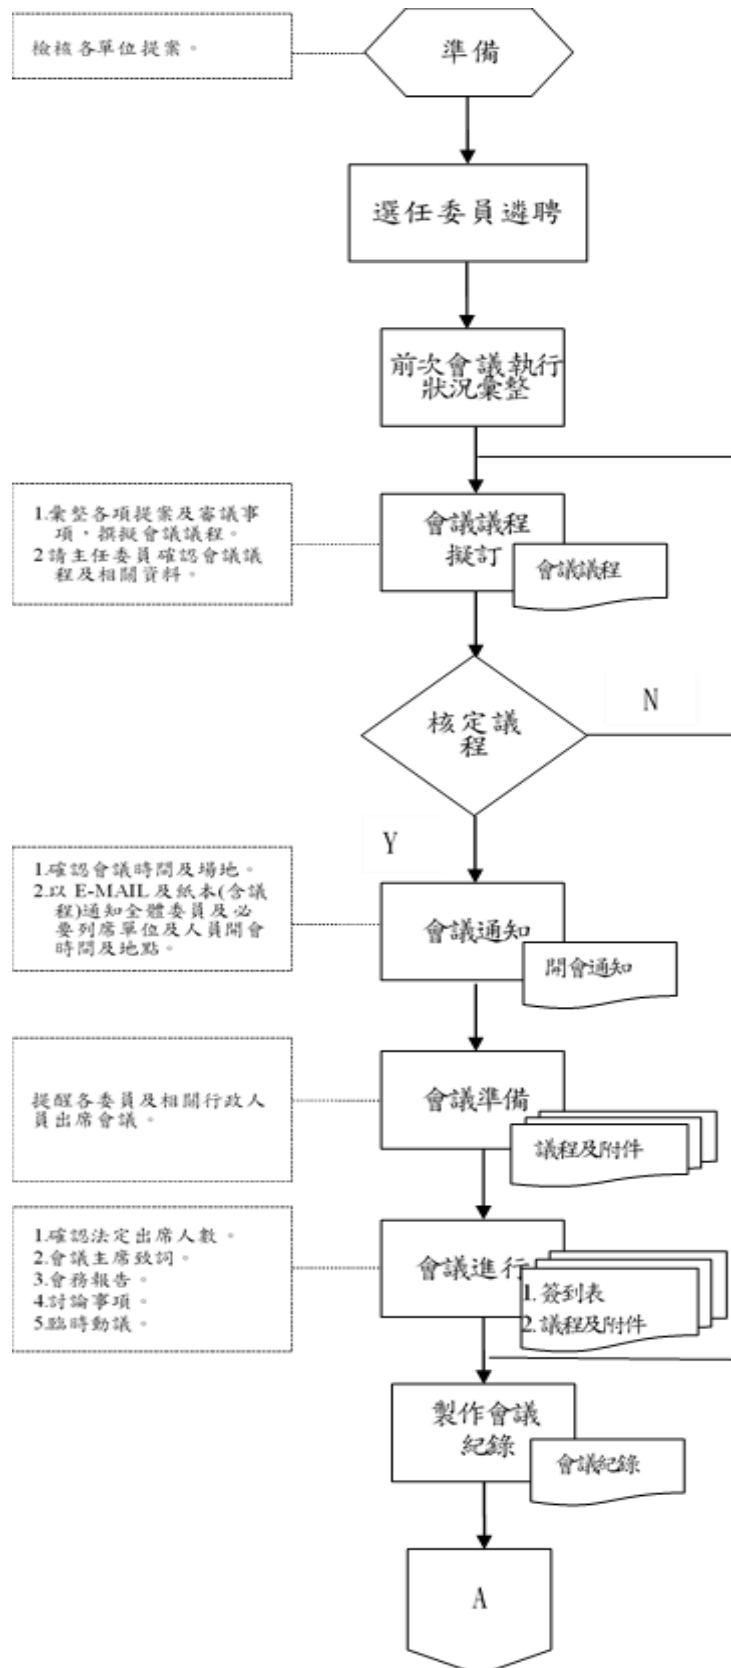 檢核各單位提案。
準備
選任委員遴聘
前次會議執行
狀況彙整
1.彙整各項提案及審議事
項，撰擬會議議程。
2請主任委員確認會議議
程及相關資料。
會議議程
擬訂
會議議程
核定議
程
N
Y
1.確認會議時間及場地。
2.以 E-MAIL 及紙本(含議
程)通知全體委員及必
要列席單位及人員開會
時間及地點。
會議通知
開會通知
提醒各委員及相關行政人
員出席會議。
會議準備
議程及附件
1.確認法定出席人數。
2.會議主席致詞。
3.會務報告。
4.討論事項。
5.臨時動議。
會議進行
1.簽到表
2.議程及附件
製作會議
紀錄
會議紀錄
A